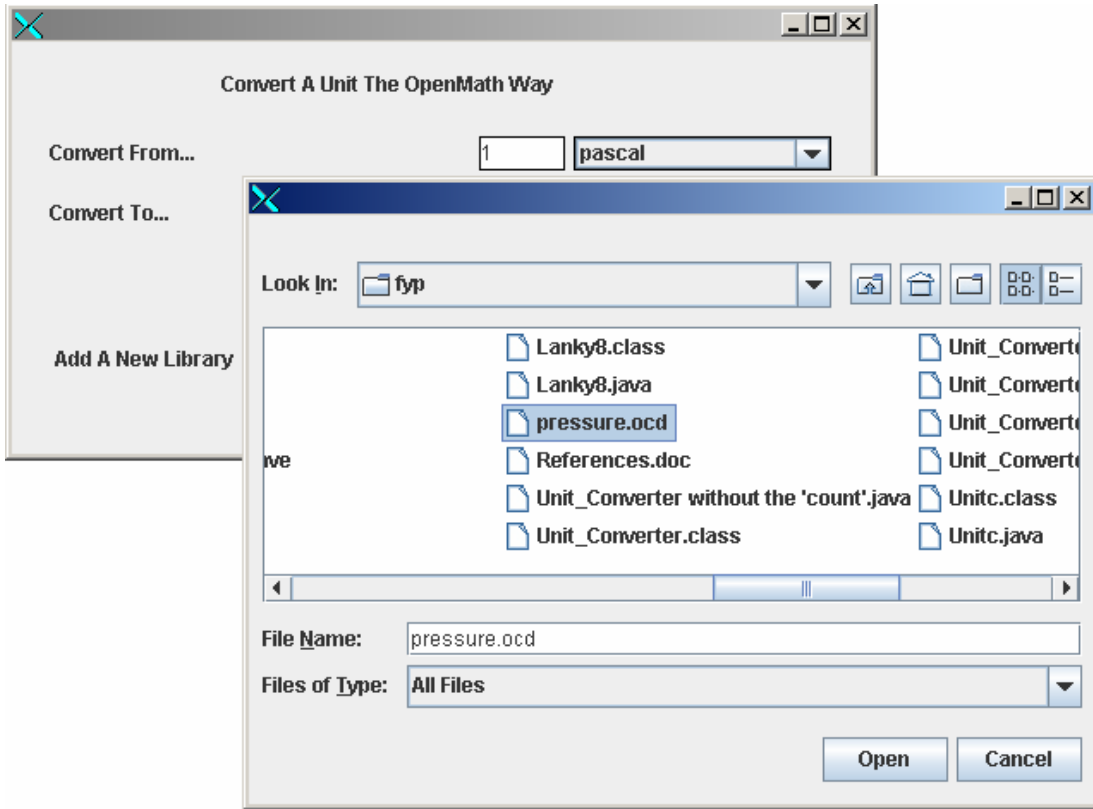 Convert A Unit The OpenMath Way
Convert From... 1 pascal
Convert To...
Add A New Library
Look In: fyp
Lanky8.class
Lanky8.java
pressure.ocd
References.doc
Unit_Converter without the 'count'.java
Unit_Converter.class
Unitc.class
Unitc.java
File Name: pressure.ocd
Files of Type: All Files
Open Cancel